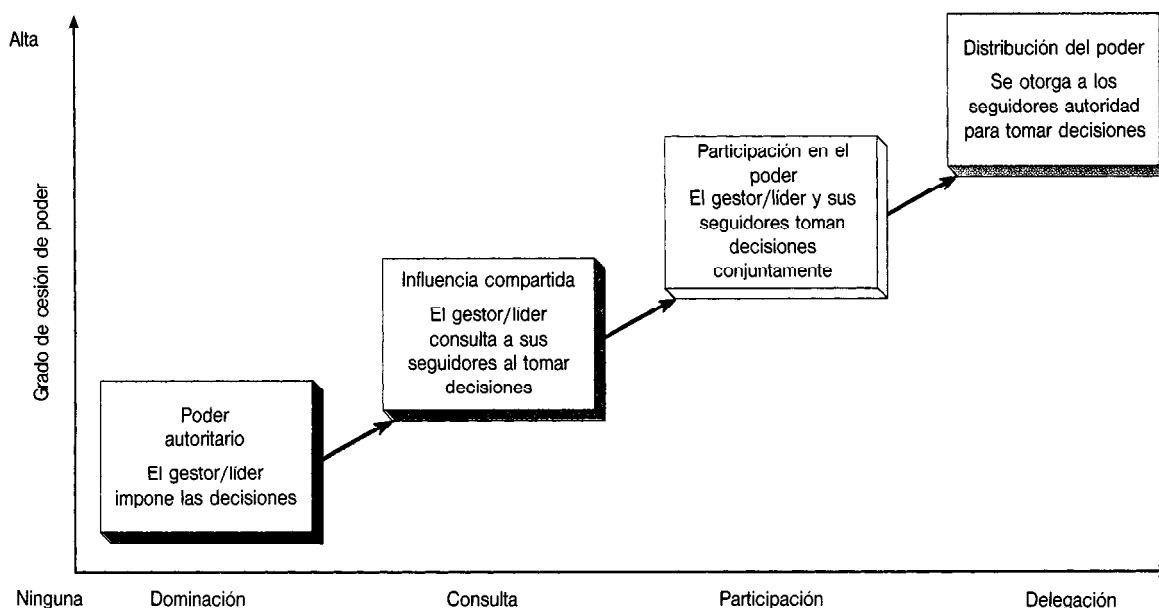 Alta
Distribución del poder
Se otorga a los
seguidores autoridad
para tomar decisiones
Participación en el
poder
El gestor/líder y sus
seguidores toman
decisiones
conjuntamente
Influencia compartida
El gestor/líder
consulta a sus
seguidores al tomar
decisiones
Poder
autoritario
El gestor/líder
impone las decisiones
Grado de cesión de poder
Ninguna
Dominación
Consulta
Participación
Delegación